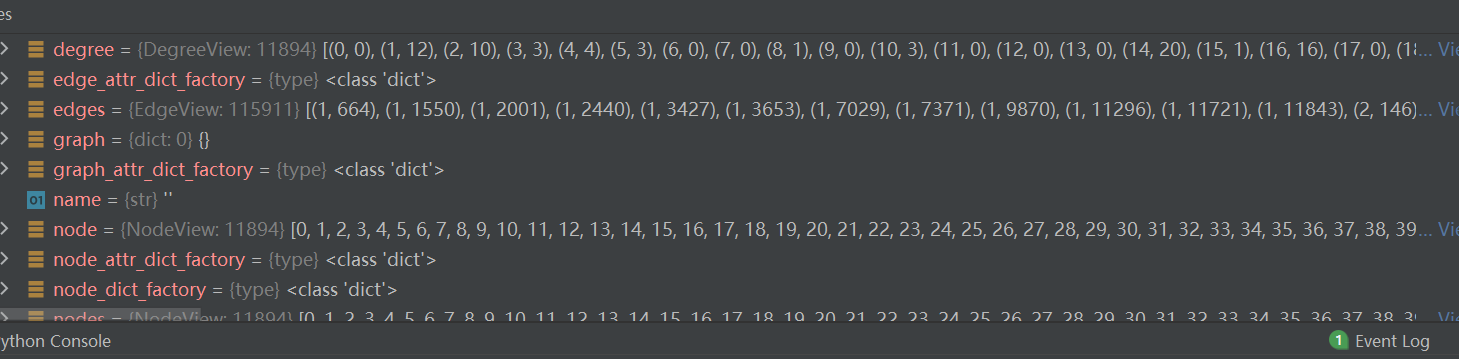 es
degree = {DegreeView: 11894} [(0, 0), (1, 12), (2, 10), (3, 3), (4, 4), (5, 3), (6, 0), (7, 0), (8, 1), (9, 0), (10, 3), (11, 0), (12, 0), (13, 0), (14, 20), (15, 1), (16, 16), (17, 0), (18... Vie
edge_attr_dict_factory = {type} <class 'dict'>
edges = {EdgeView: 115911} [(1, 664), (1, 1550), (1, 2001), (1, 2440), (1, 3427), (1, 3653), (1, 7029), (1, 7371), (1, 9870), (1, 11296), (1, 11721), (1, 11843), (2, 146),... Vie
graph = {dict: 0} {}
graph_attr_dict_factory = {type} <class 'dict'>
01 name = {str} ''
node = {NodeView: 11894} [0, 1, 2, 3, 4, 5, 6, 7, 8, 9, 10, 11, 12, 13, 14, 15, 16, 17, 18, 19, 20, 21, 22, 23, 24, 25, 26, 27, 28, 29, 30, 31, 32, 33, 34, 35, 36, 37, 38, 39... Vie
node_attr_dict_factory = {type} <class 'dict'>
node_dict_factory = {type} <class 'dict'>
nodes = {NodeView: 11894} [0, 1, 2, 3, 4, 5, 6, 7, 8, 9, 10, 11, 12, 13, 14, 15, 16, 17, 18, 19, 20, 21, 22, 23, 24, 25, 26, 27, 28, 29, 30, 31, 32, 33, 34, 35, 36, 37, 38, 39... Vie
ython Console
1 Event Log